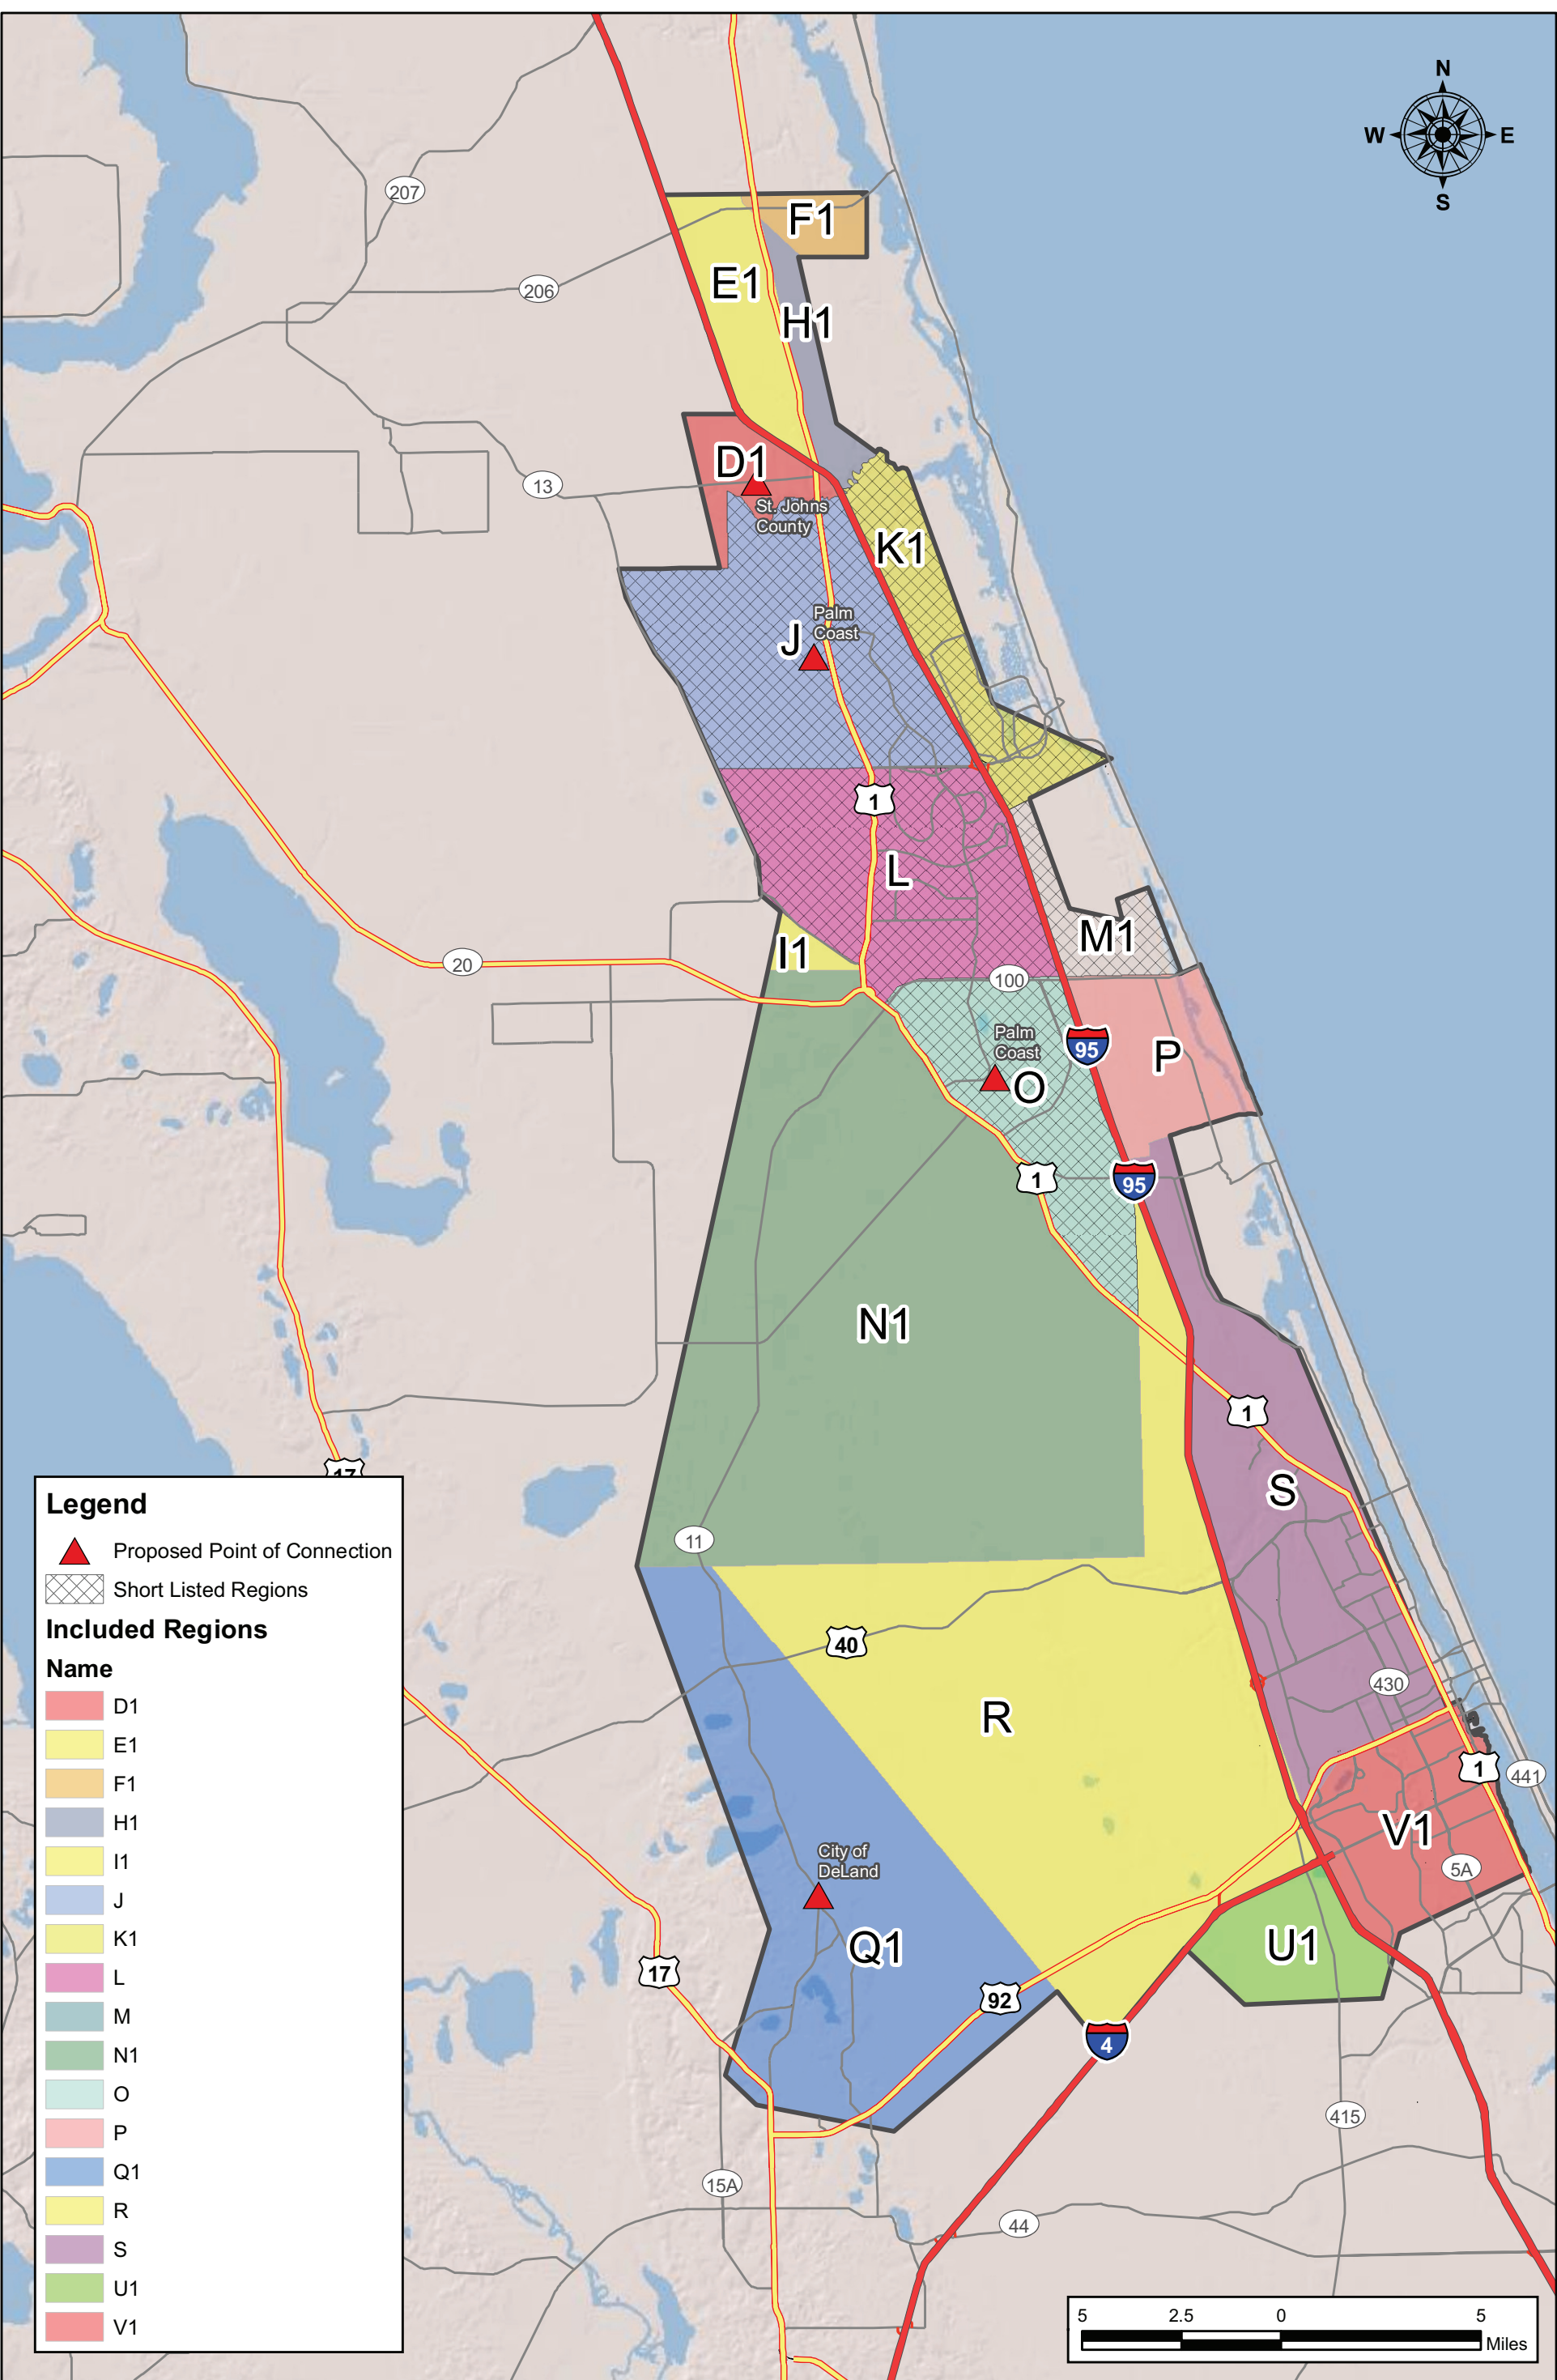 N
W
E
S
207
F1
E1
206
H1
D1
13
St. Johns
County
K1
Palm
Coast
J
1
L
M1
I1
20
100
Palm
Coast
95
P
O
1
95
N1
1
S
17
11
40
430
R
1
441
V1
5A
City of
DeLand
Q1
U1
17
92
4
415
15A
44
Legend
Proposed Point of Connection
Short Listed Regions
Included Regions
Name
D1
E1
F1
H1
I1
J
K1
L
M
N1
O
P
Q1
R
S
U1
V1
5
2.5
0
5
Miles